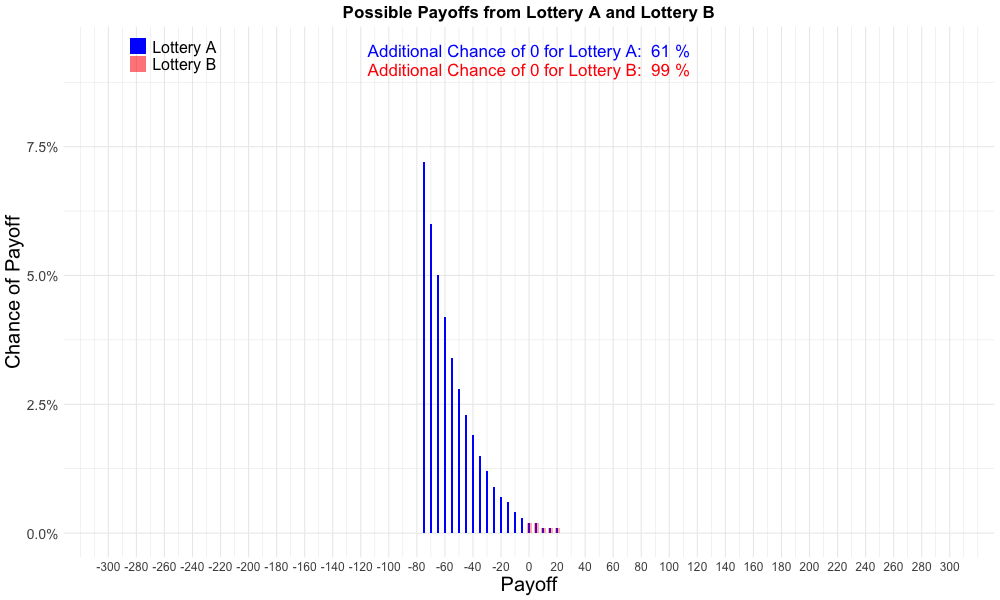 Possible Payoffs from Lottery A and Lottery B
Lottery A
Lottery B
Additional Chance of 0 for Lottery A:  61 %
Additional Chance of 0 for Lottery B:  99 %
Chance of Payoff
7.5%
5.0%
2.5%
0.0%
-300 -280 -260 -240 -220 -200 -180 -160 -140 -120 -100 -80 -60 -40 -20 0 20 40 60 80 100 120 140 160 180 200 220 240 260 280 300
Payoff